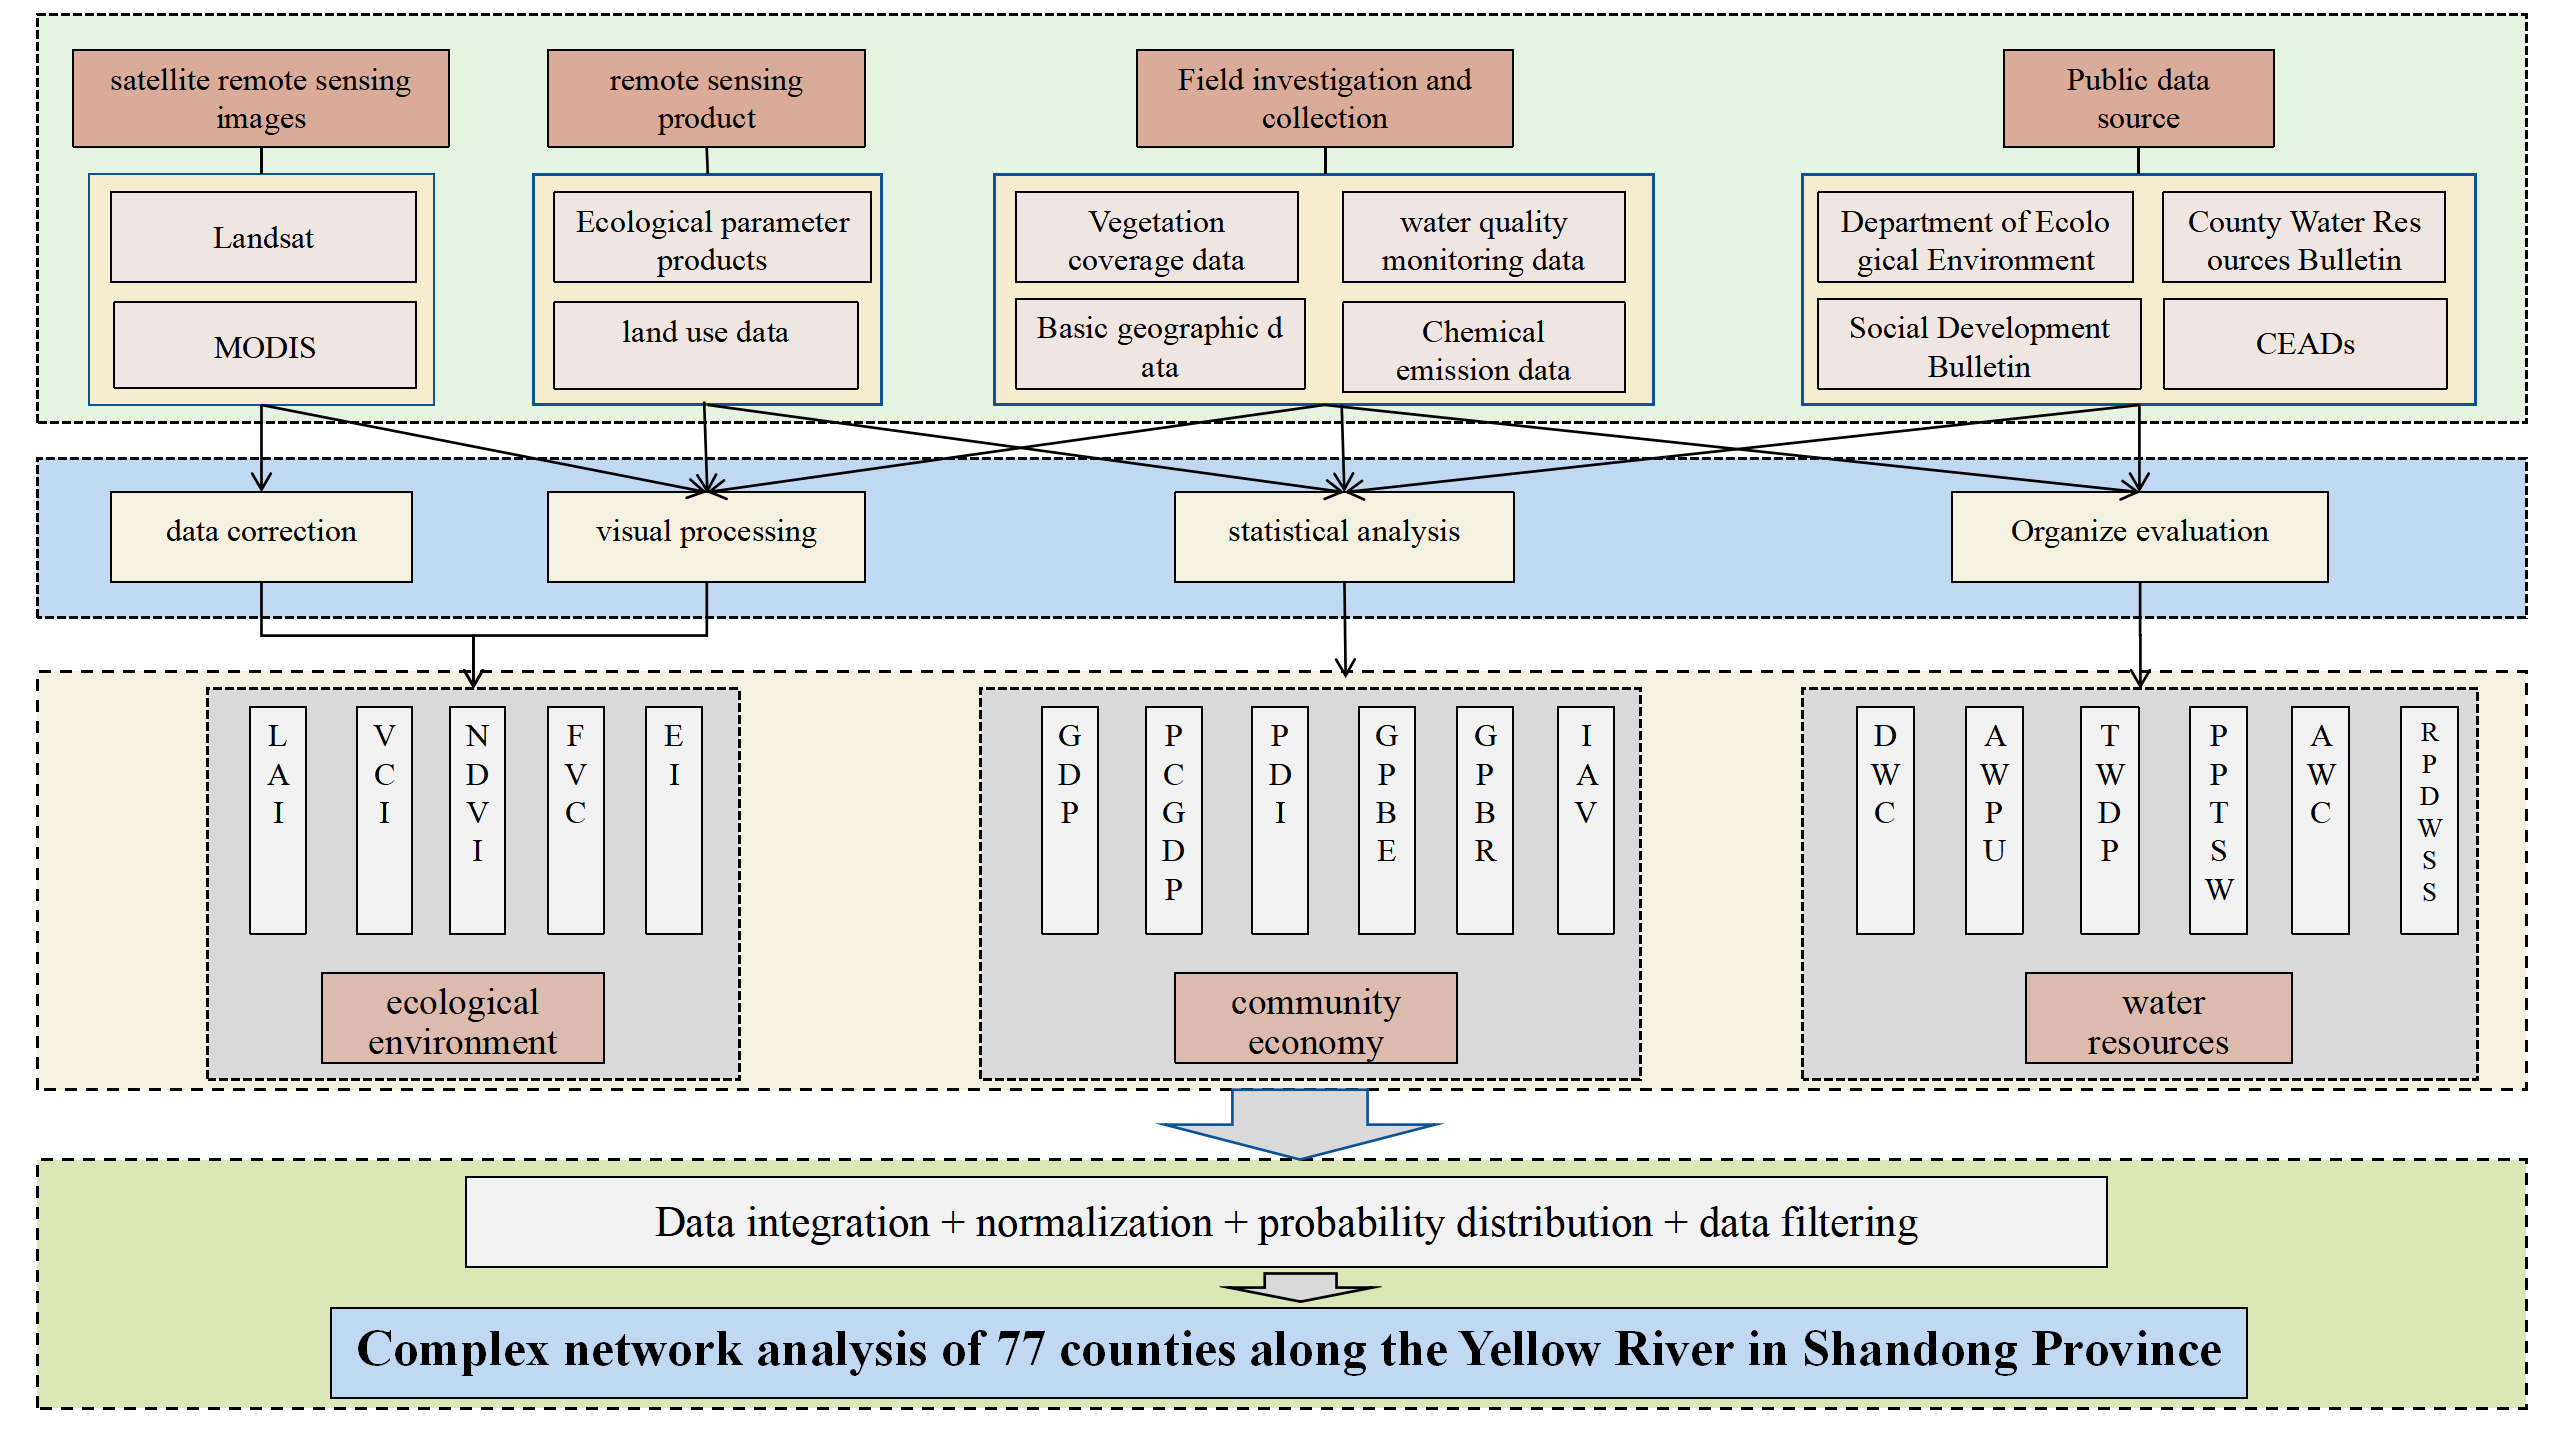 satellite remote sensing
images
remote sensing
product
Field investigation and
collection
Public data
source
Landsat
MODIS
Ecological parameter
products
land use data
Vegetation
coverage data
water quality
monitoring data
Basic geographic d
ata
Chemical
emission data
Department of Ecolo
gical Environment
County Water Res
ources Bulletin
Social Development
Bulletin
CEADs
data correction
visual processing
statistical analysis
Organize evaluation
LAI
VCI
NDVI
FVC
EI
ecological
environment
GDP
PCGDP
PDI
GPBE
GPBR
IAV
community
economy
DWC
AWPU
TWDP
PPTSW
AWC
RPDWSS
water
resources
Data integration + normalization + probability distribution + data filtering
Complex network analysis of 77 counties along the Yellow River in Shandong Province